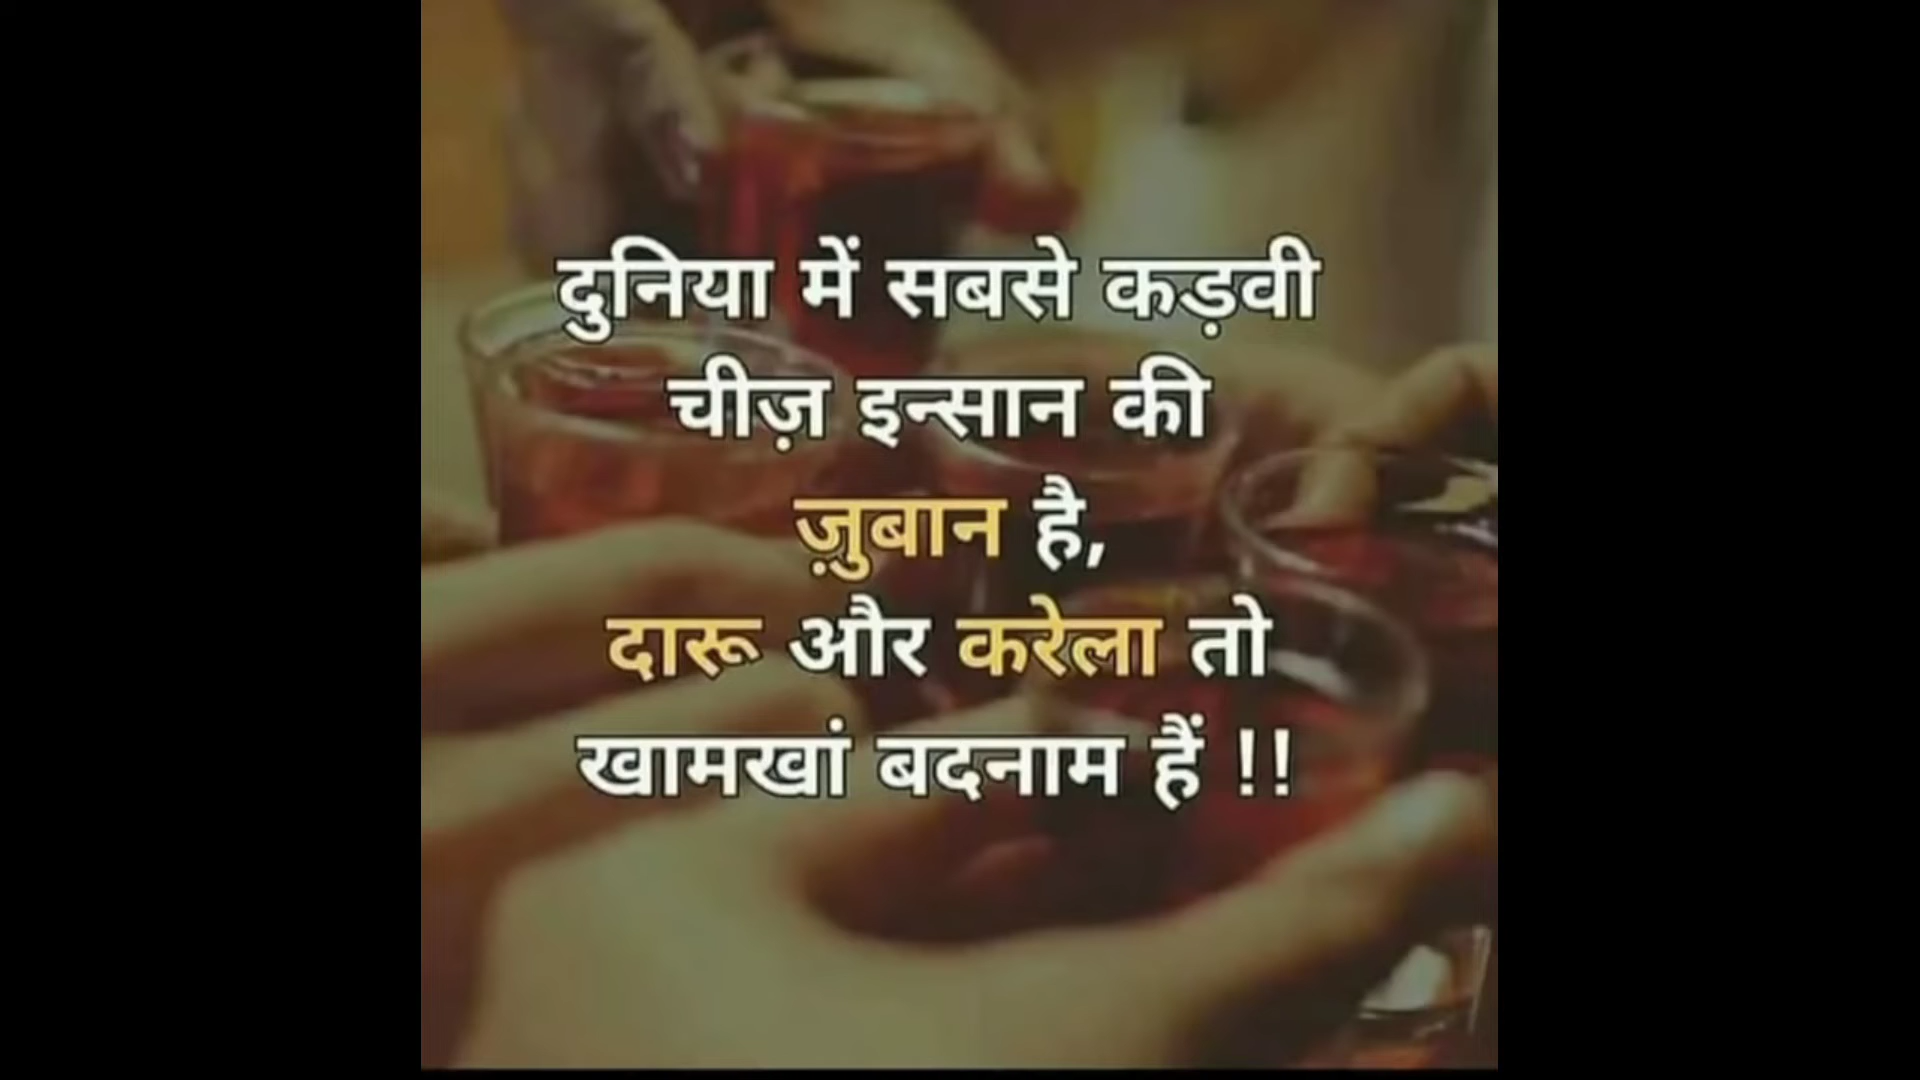 दुनिया में सबसे कड़वी
चीज़ इन्सान की
ज़ुबान है,
दारू और करेला तो
खामखां बदनाम हैं !!